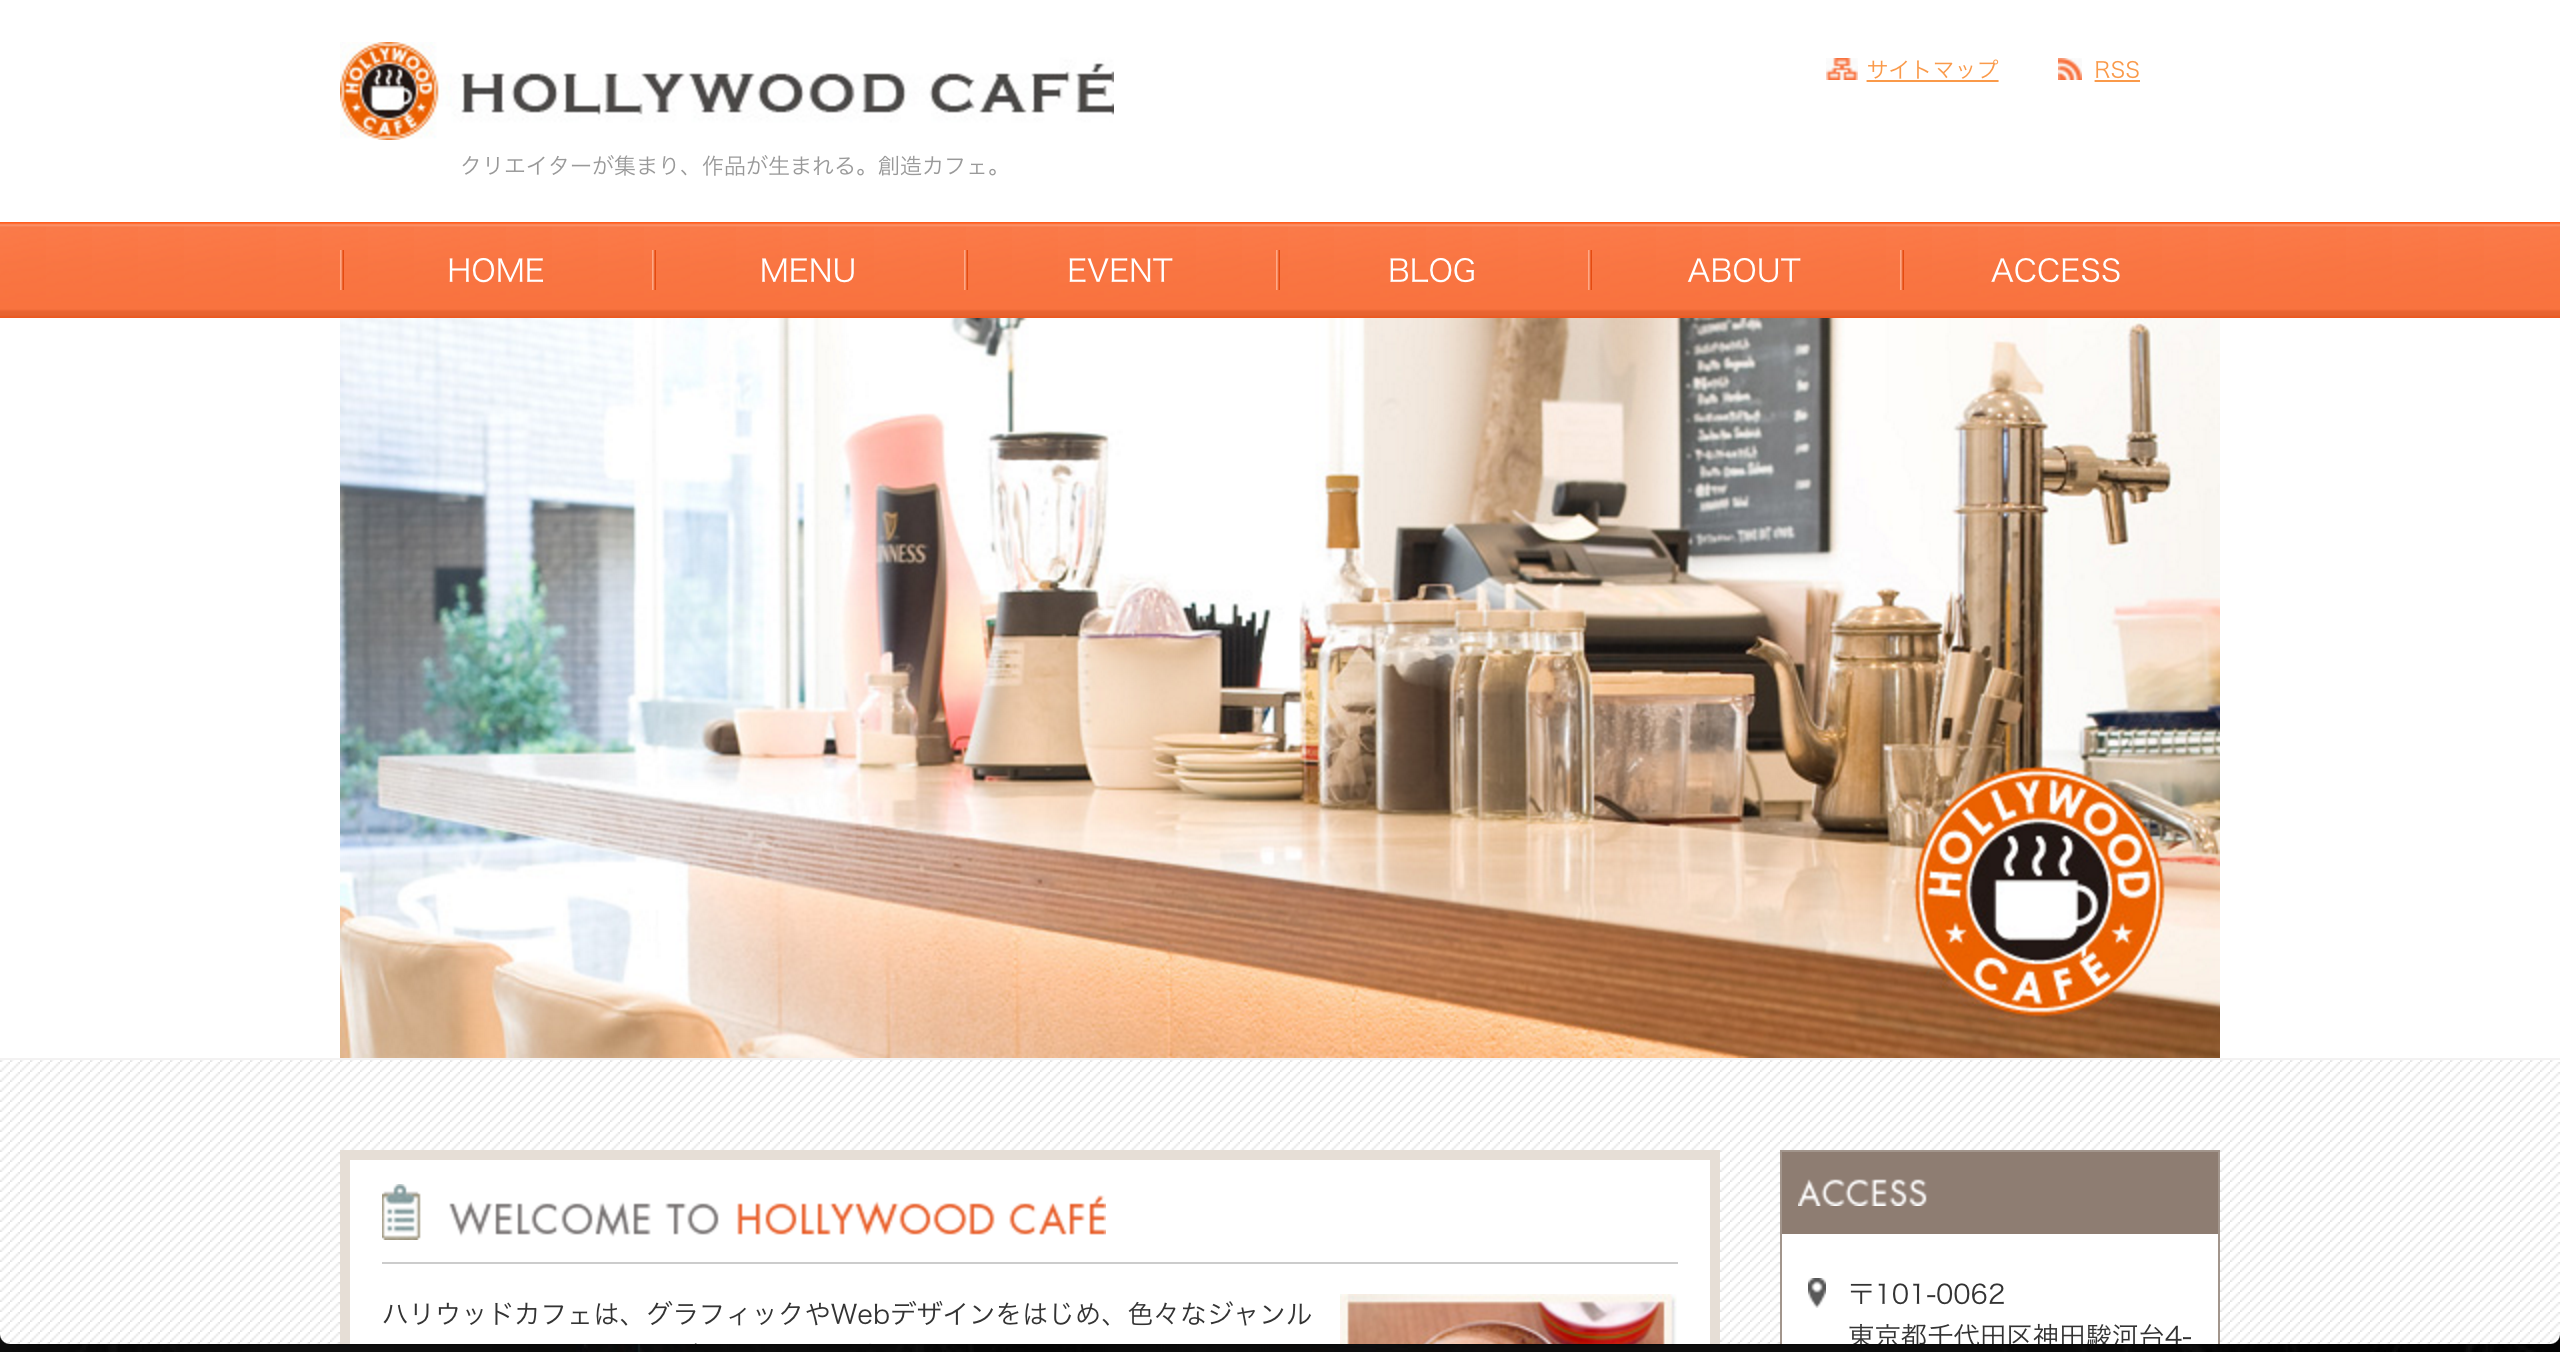 HOLLYWOOD CAFÉ
HOLLYWOOD CAFÉ
クリエイターが集まり、作品が生まれる。創造カフェ。
サイトマップ
RSS
HOME
MENU
EVENT
BLOG
ABOUT
ACCESS
HOLLYWOOD CAFÉ
WELCOME TO HOLLYWOOD CAFÉ
ハリウッドカフェは、グラフィックやWebデザインをはじめ、色々なジャンル
ACCESS
〒101-0062
東京都千代田区神田駿河台4-